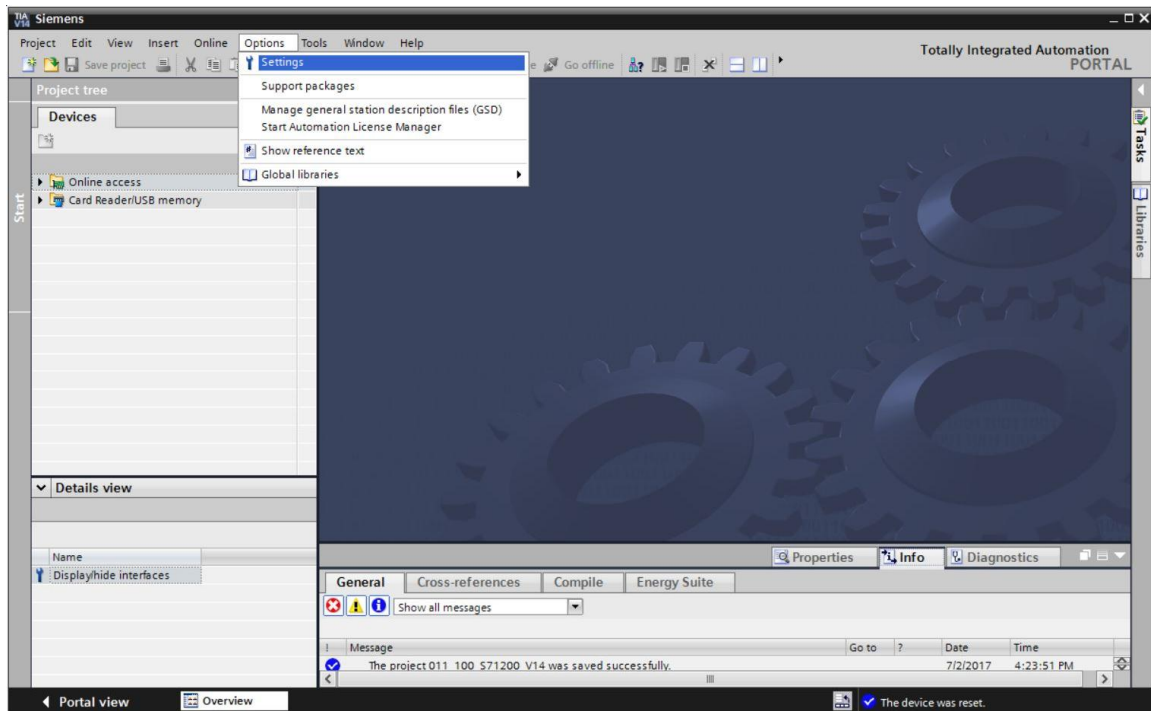 TIA V14 Siemens
Project Edit View Insert Online Options Tools Window Help
Totally Integrated Automation
PORTAL
Save project
Go offline
Settings
Support packages
Manage general station description files (GSD)
Start Automation License Manager
Show reference text
Global libraries
Project tree
Devices
Online access
Card Reader/USB memory
Start
Tasks
Libraries
Details view
Name
Display/hide interfaces
Properties Info Diagnostics
General Cross-references Compile Energy Suite
Show all messages
! Message Go to ? Date Time
The project 011_100_S71200_V14 was saved successfully. 7/2/2017 4:23:51 PM
Portal view Overview The device was reset.